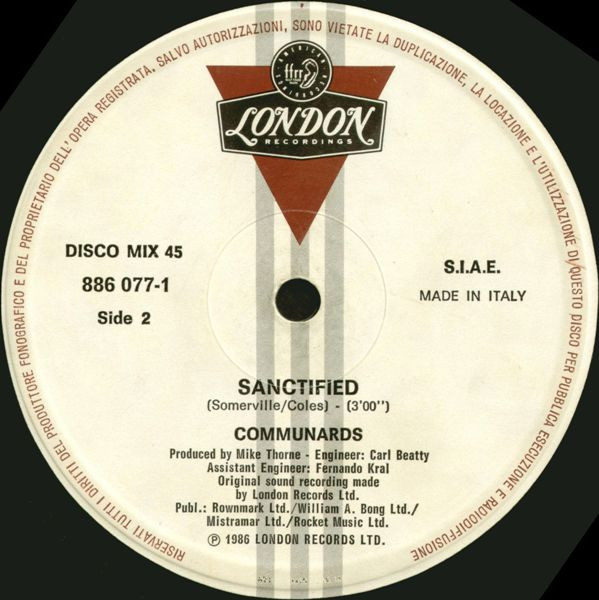 RISERVATI TUTTI I DIRITTI DEL PRODUTTORE FONOGRAFICO E DEL PROPRIETARIO DELL'OPERA REGISTRATA, SALVO AUTORIZZAZIONI, SONO VIETATE LA DUPLICAZIONE, LA LOCAZIONE E L'UTILIZZAZIONE DI QUESTO DISCO PER PUBBLICA ESECUZIONE E RADIODIFFUSIONE
AMERICAN
ffrr
RECORDINGS
LONDON
RECORDINGS
DISCO MIX 45
886 077-1
Side 2
S.I.A.E.
MADE IN ITALY
SANCTIFIED
(Somerville/Coles) - (3'00")
COMMUNARDS
Produced by Mike Thorne - Engineer: Carl Beatty
Assistant Engineer: Fernando Kral
Original sound recording made
by London Records Ltd.
Publ.: Rownmark Ltd./William A. Bong Ltd./
Mistramar Ltd./Rocket Music Ltd.
℗ 1986 LONDON RECORDS LTD.